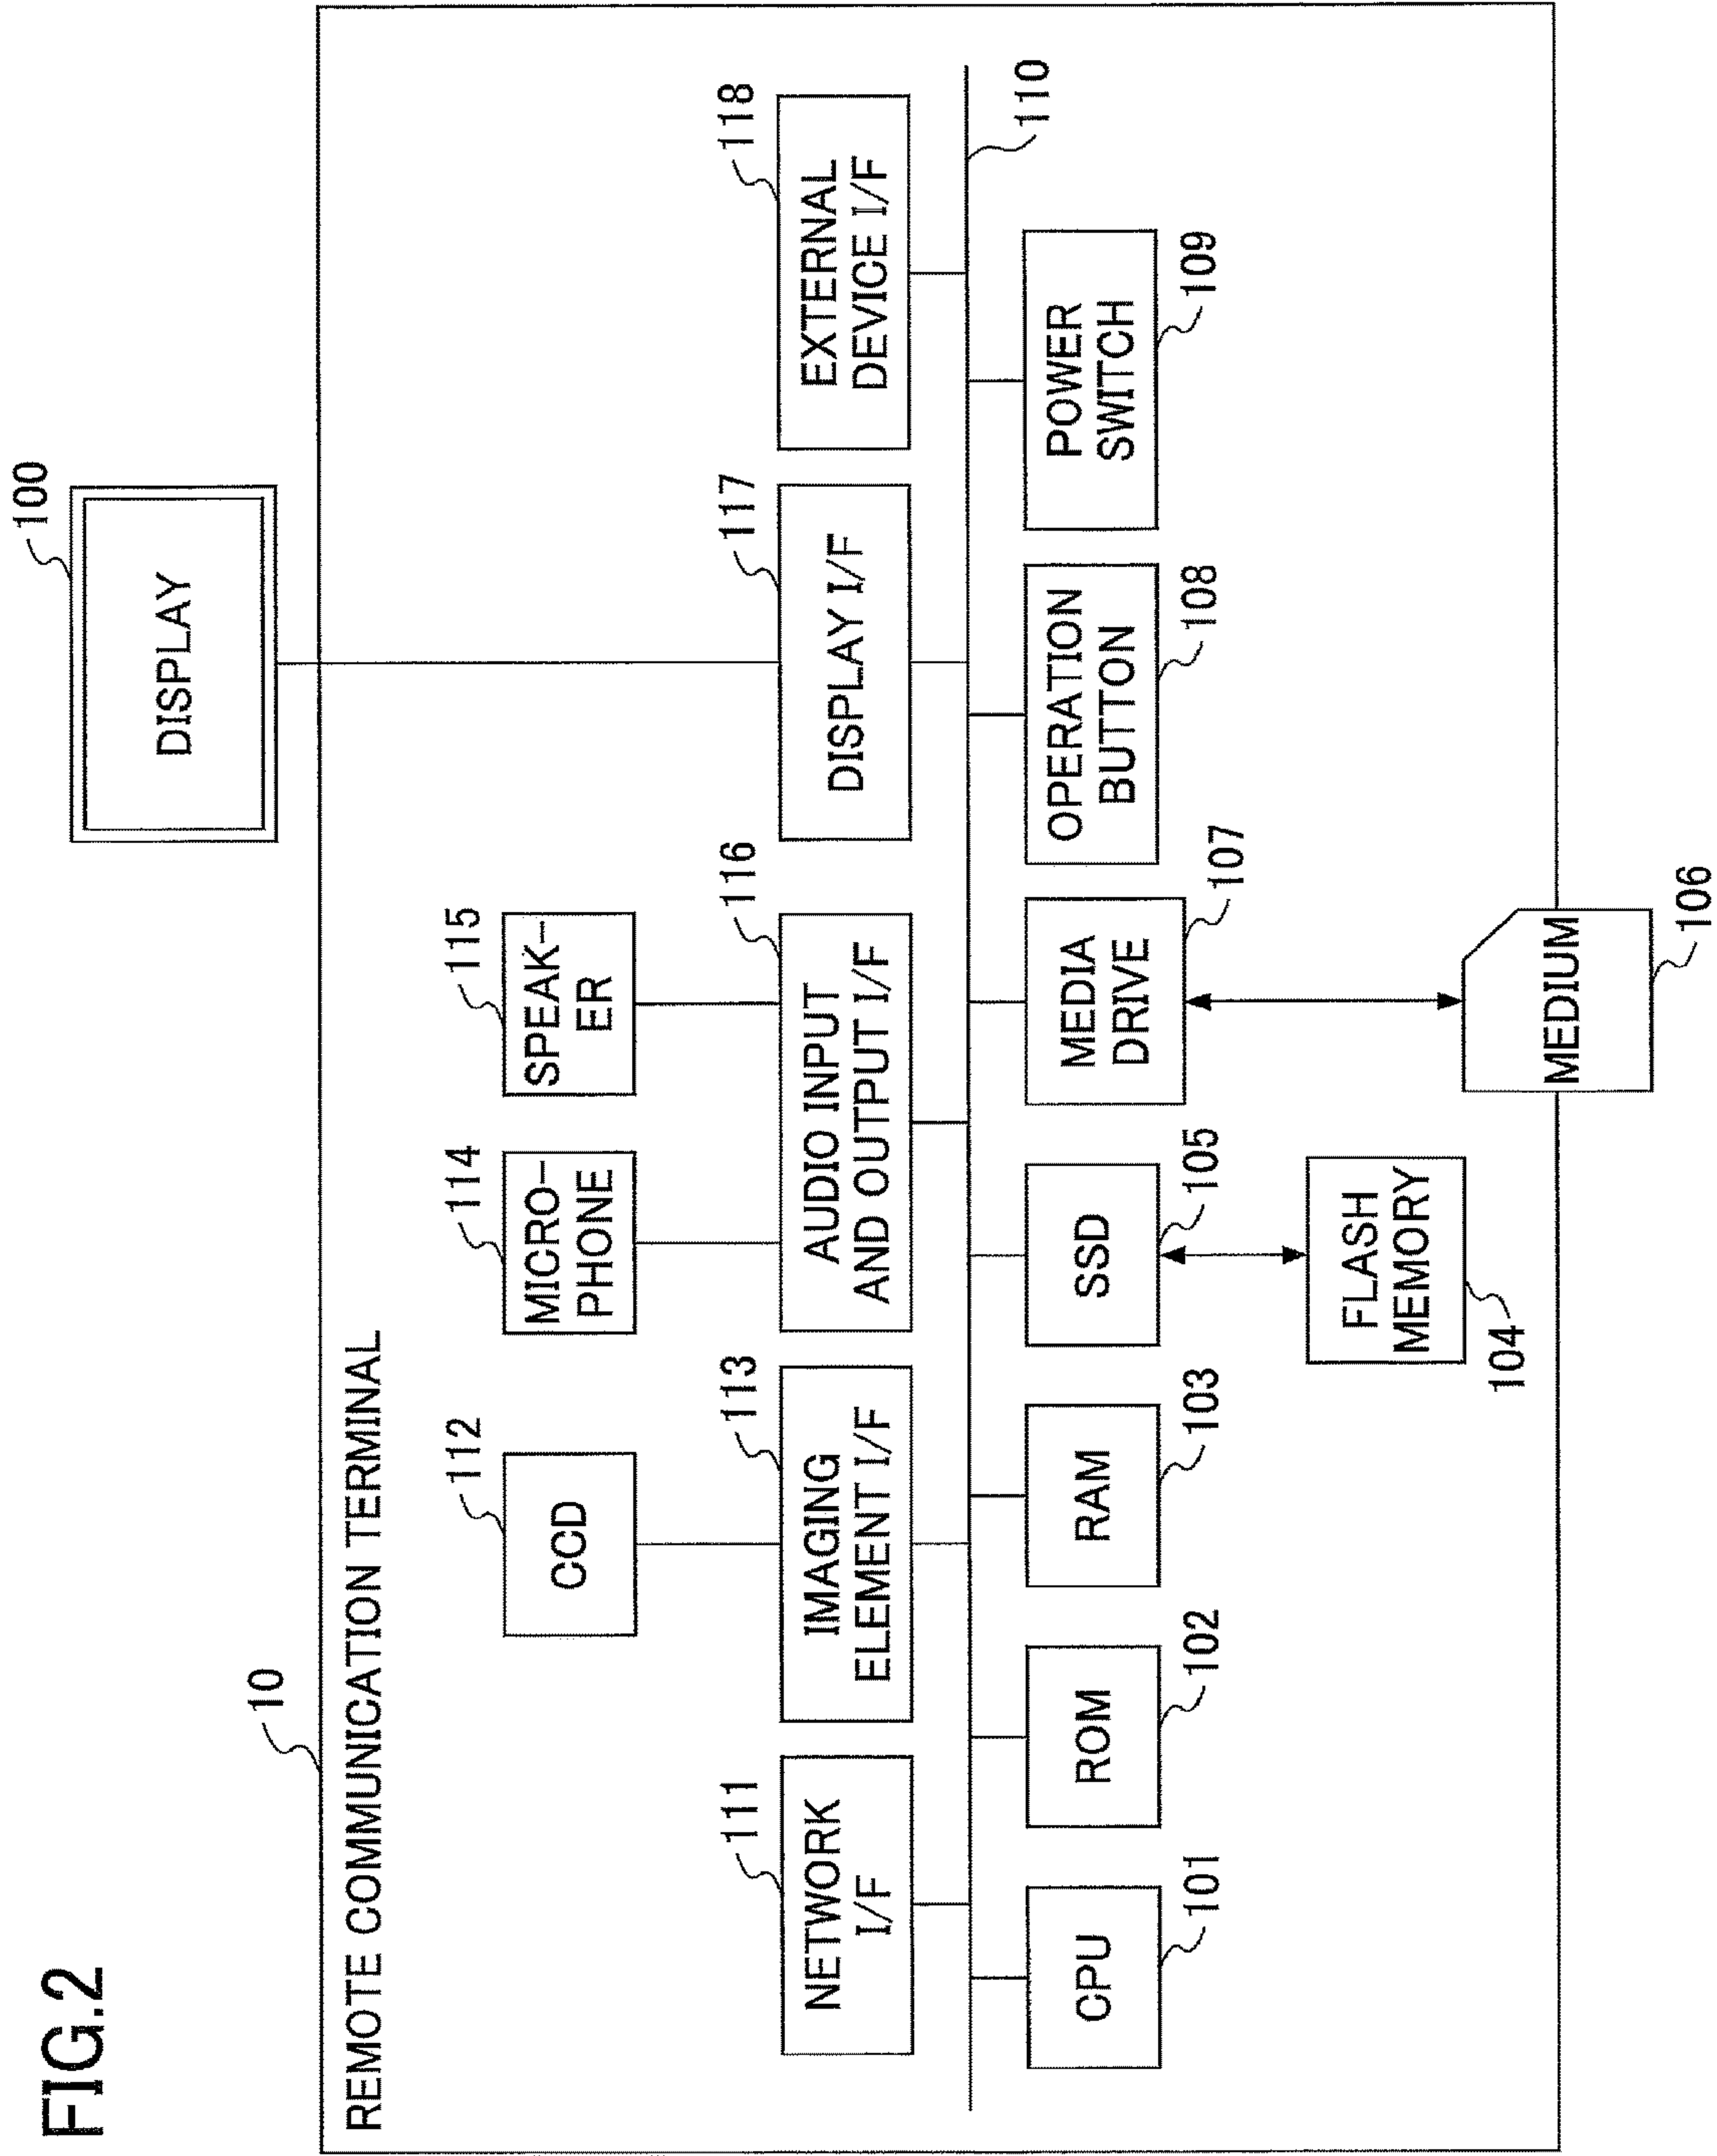 FIG.2
100
DISPLAY
10
REMOTE COMMUNICATION TERMINAL
112
CCD
114
MICRO-
PHONE
115
SPEAK-
ER
111
NETWORK
I/F
113
IMAGING
ELEMENT I/F
116
AUDIO INPUT
AND OUTPUT I/F
117
DISPLAY I/F
118
EXTERNAL
DEVICE I/F
110
CPU
101
ROM
102
RAM
103
SSD
105
MEDIA
DRIVE
107
OPERATION
BUTTON
108
POWER
SWITCH
109
FLASH
MEMORY
104
MEDIUM
106